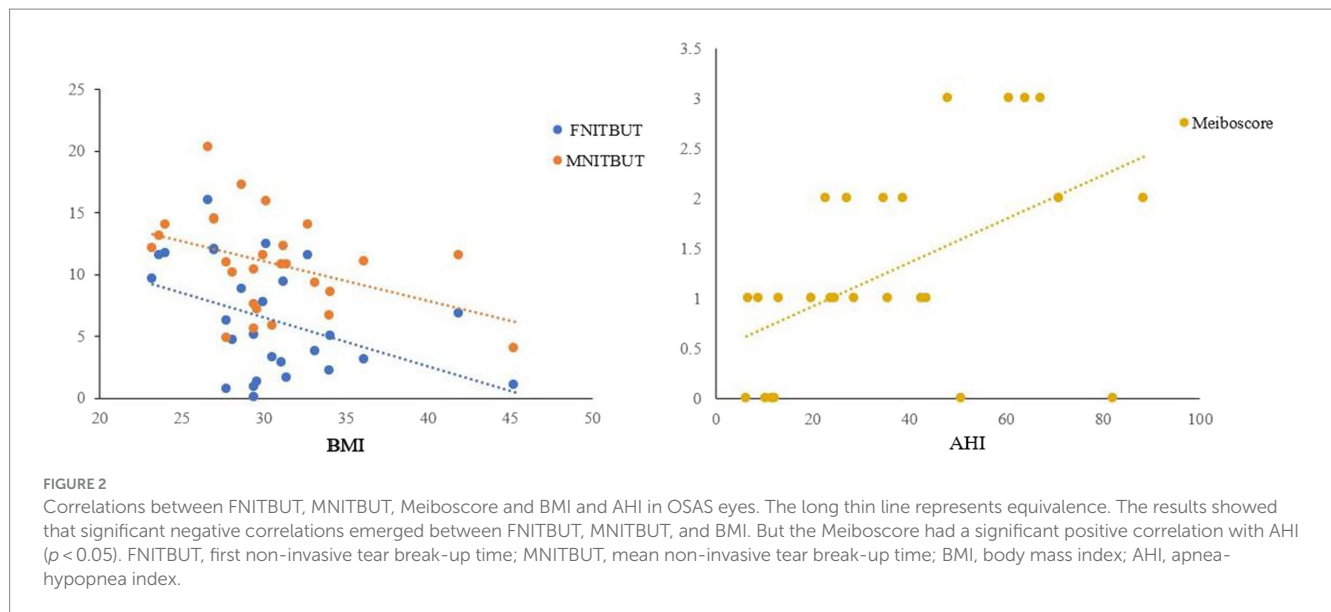 25
20
15
10
5
0
20
25
30
35
40
45
50
BMI
FNITBUT
MNITBUT
3.5
3
2.5
2
1.5
1
0.5
0
0
20
40
60
80
100
AHI
Meiboscore
FIGURE 2
Correlations between FNITBUT, MNITBUT, Meiboscore and BMI and AHI in OSAS eyes. The long thin line represents equivalence. The results showed
that significant negative correlations emerged between FNITBUT, MNITBUT, and BMI. But the Meiboscore had a significant positive correlation with AHI
(p < 0.05). FNITBUT, first non-invasive tear break-up time; MNITBUT, mean non-invasive tear break-up time; BMI, body mass index; AHI, apnea-
hypopnea index.